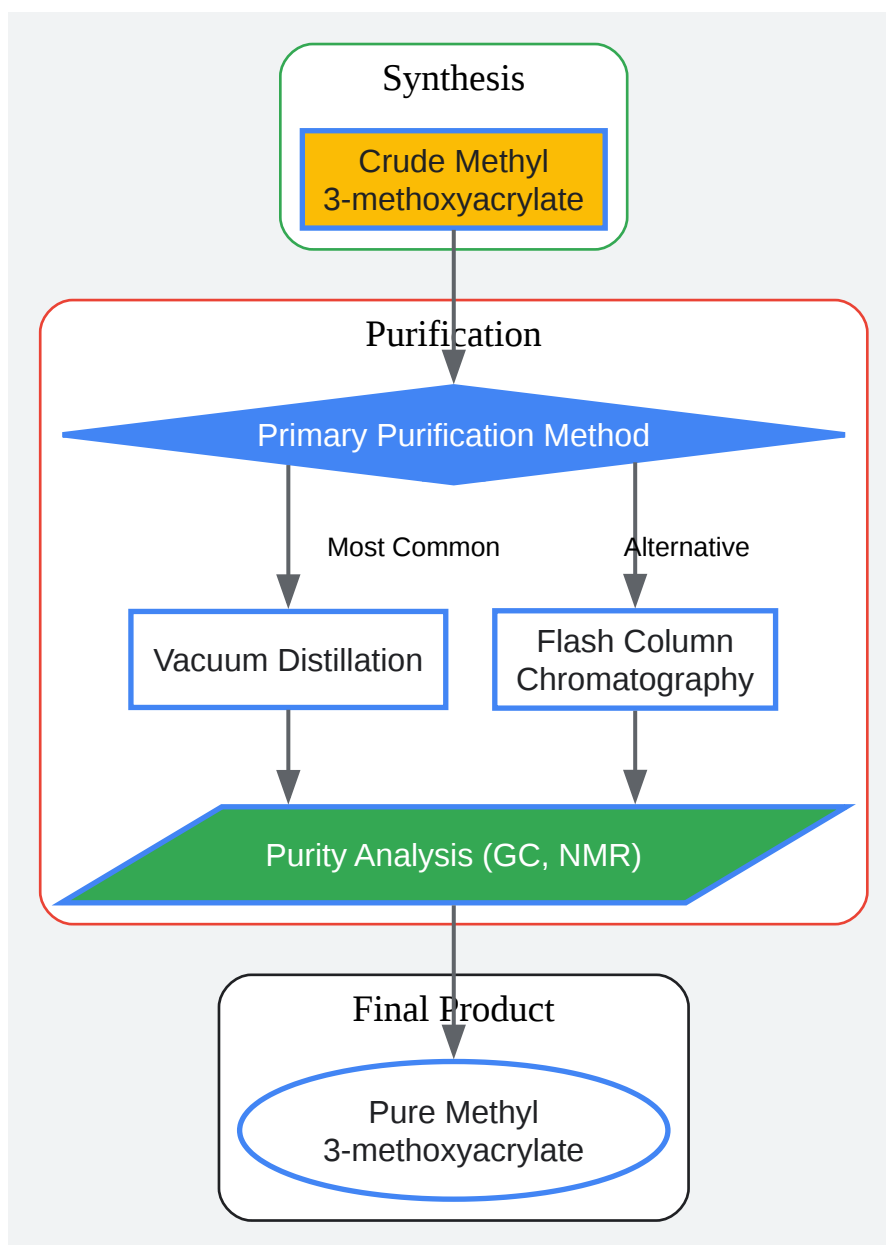 Synthesis
Crude Methyl
3-methoxyacrylate
Purification
Primary Purification Method
Most Common
Alternative
Vacuum Distillation
Flash Column
Chromatography
Purity Analysis (GC, NMR)
Final Product
Pure Methyl
3-methoxyacrylate